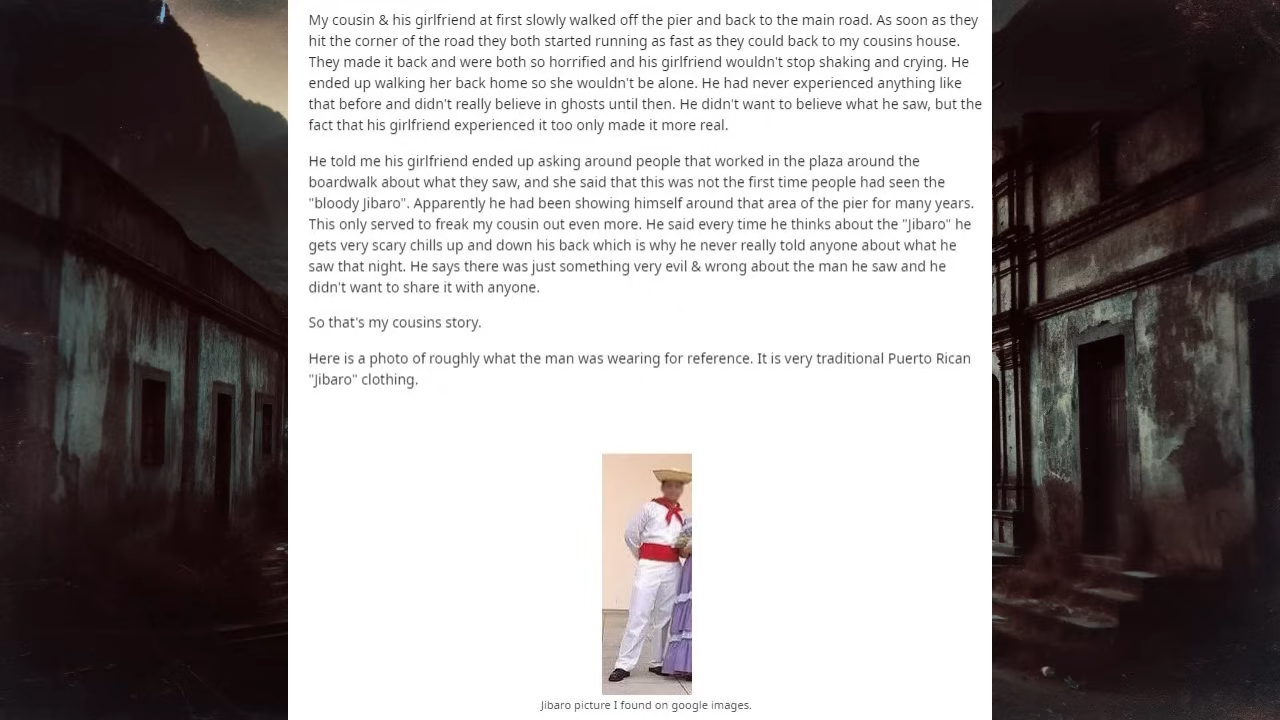 My cousin & his girlfriend at first slowly walked off the pier and back to the main road. As soon as they
hit the corner of the road they both started running as fast as they could back to my cousins house.
They made it back and were both so horrified and his girlfriend wouldn't stop shaking and crying. He
ended up walking her back home so she wouldn't be alone. He had never experienced anything like
that before and didn't really believe in ghosts until then. He didn't want to believe what he saw, but the
fact that his girlfriend experienced it too only made it more real.
He told me his girlfriend ended up asking around people that worked in the plaza around the
boardwalk about what they saw, and she said that this was not the first time people had seen the
"bloody Jibaro". Apparently he had been showing himself around that area of the pier for many years.
This only served to freak my cousin out even more. He said every time he thinks about the "Jibaro" he
gets very scary chills up and down his back which is why he never really told anyone about what he
saw that night. He says there was just something very evil & wrong about the man he saw and he
didn't want to share it with anyone.
So that's my cousins story.
Here is a photo of roughly what the man was wearing for reference. It is very traditional Puerto Rican
"Jibaro" clothing.
Jibaro picture I found on google images.